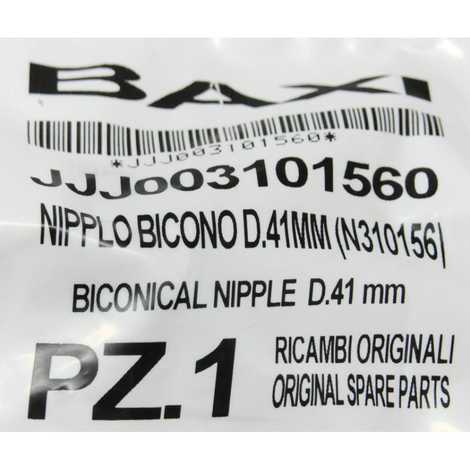 BAXI
*JJJ003101560*
JJJ003101560
NIPPLO BICONO D.41MM (N310156)
BICONICAL NIPPLE D.41 mm
PZ.1
RICAMBI ORIGINALI
ORIGINAL SPARE PARTS